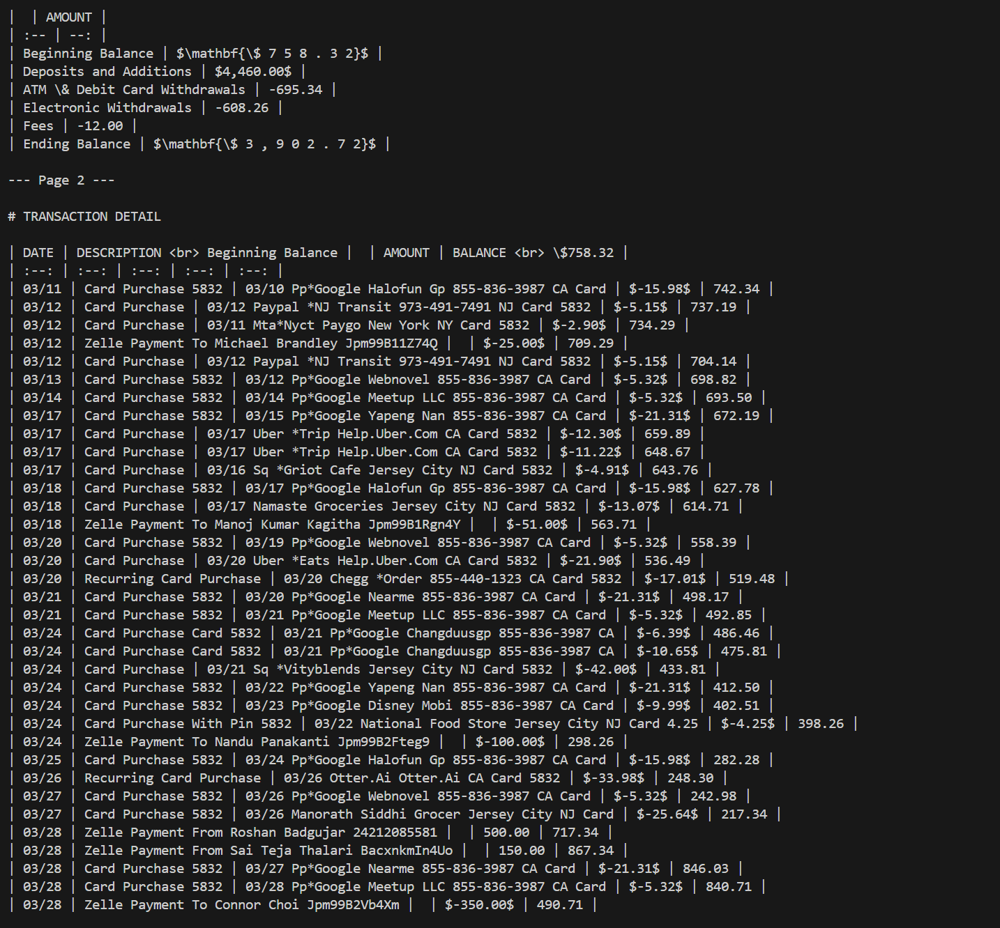 |  | AMOUNT |
| :-- | --: |
| Beginning Balance | $\mathbf{\$ 7 5 8 . 3 2}$ |
| Deposits and Additions | $4,460.00$ |
| ATM \& Debit Card Withdrawals | -695.34 |
| Electronic Withdrawals | -608.26 |
| Fees | -12.00 |
| Ending Balance | $\mathbf{\$ 3 , 9 0 2 . 7 2}$ |
--- Page 2 ---
# TRANSACTION DETAIL
| DATE | DESCRIPTION <br> Beginning Balance |  | AMOUNT | BALANCE <br> \$758.32 |
| :--: | :--: | :--: | :--: | :--: |
| 03/11 | Card Purchase 5832 | 03/10 Pp*Google Halofun Gp 855-836-3987 CA Card | $-15.98$ | 742.34 |
| 03/12 | Card Purchase | 03/12 Paypal *NJ Transit 973-491-7491 NJ Card 5832 | $-5.15$ | 737.19 |
| 03/12 | Card Purchase | 03/11 Mta*Nyct Paygo New York NY Card 5832 | $-2.90$ | 734.29 |
| 03/12 | Zelle Payment To Michael Brandley Jpm99B11Z74Q |  | $-25.00$ | 709.29 |
| 03/12 | Card Purchase | 03/12 Paypal *NJ Transit 973-491-7491 NJ Card 5832 | $-5.15$ | 704.14 |
| 03/13 | Card Purchase 5832 | 03/12 Pp*Google Webnovel 855-836-3987 CA Card | $-5.32$ | 698.82 |
| 03/14 | Card Purchase 5832 | 03/14 Pp*Google Meetup LLC 855-836-3987 CA Card | $-5.32$ | 693.50 |
| 03/17 | Card Purchase 5832 | 03/15 Pp*Google Yapeng Nan 855-836-3987 CA Card | $-21.31$ | 672.19 |
| 03/17 | Card Purchase | 03/17 Uber *Trip Help.Uber.Com CA Card 5832 | $-12.30$ | 659.89 |
| 03/17 | Card Purchase | 03/17 Uber *Trip Help.Uber.Com CA Card 5832 | $-11.22$ | 648.67 |
| 03/17 | Card Purchase | 03/16 Sq *Griot Cafe Jersey City NJ Card 5832 | $-4.91$ | 643.76 |
| 03/18 | Card Purchase 5832 | 03/17 Pp*Google Halofun Gp 855-836-3987 CA Card | $-15.98$ | 627.78 |
| 03/18 | Card Purchase | 03/17 Namaste Groceries Jersey City NJ Card 5832 | $-13.07$ | 614.71 |
| 03/18 | Zelle Payment To Manoj Kumar Kagitha Jpm99B1Rgn4Y |  | $-51.00$ | 563.71 |
| 03/20 | Card Purchase 5832 | 03/19 Pp*Google Webnovel 855-836-3987 CA Card | $-5.32$ | 558.39 |
| 03/20 | Card Purchase | 03/20 Uber *Eats Help.Uber.Com CA Card 5832 | $-21.90$ | 536.49 |
| 03/20 | Recurring Card Purchase | 03/20 Chegg *Order 855-440-1323 CA Card 5832 | $-17.01$ | 519.48 |
| 03/21 | Card Purchase 5832 | 03/20 Pp*Google Nearme 855-836-3987 CA Card | $-21.31$ | 498.17 |
| 03/21 | Card Purchase 5832 | 03/21 Pp*Google Meetup LLC 855-836-3987 CA Card | $-5.32$ | 492.85 |
| 03/24 | Card Purchase Card 5832 | 03/21 Pp*Google Changduusgp 855-836-3987 CA | $-6.39$ | 486.46 |
| 03/24 | Card Purchase Card 5832 | 03/21 Pp*Google Changduusgp 855-836-3987 CA | $-10.65$ | 475.81 |
| 03/24 | Card Purchase | 03/21 Sq *Vityblends Jersey City NJ Card 5832 | $-42.00$ | 433.81 |
| 03/24 | Card Purchase 5832 | 03/22 Pp*Google Yapeng Nan 855-836-3987 CA Card | $-21.31$ | 412.50 |
| 03/24 | Card Purchase 5832 | 03/23 Pp*Google Disney Mobi 855-836-3987 CA Card | $-9.99$ | 402.51 |
| 03/24 | Card Purchase With Pin 5832 | 03/22 National Food Store Jersey City NJ Card 4.25 | $-4.25$ | 398.26 |
| 03/24 | Zelle Payment To Nandu Panakanti Jpm99B2Fteg9 |  | $-100.00$ | 298.26 |
| 03/25 | Card Purchase 5832 | 03/24 Pp*Google Halofun Gp 855-836-3987 CA Card | $-15.98$ | 282.28 |
| 03/26 | Recurring Card Purchase | 03/26 Otter.Ai Otter.Ai CA Card 5832 | $-33.98$ | 248.30 |
| 03/27 | Card Purchase 5832 | 03/26 Pp*Google Webnovel 855-836-3987 CA Card | $-5.32$ | 242.98 |
| 03/27 | Card Purchase 5832 | 03/26 Manorath Siddhi Grocer Jersey City NJ Card | $-25.64$ | 217.34 |
| 03/28 | Zelle Payment From Roshan Badgujar 24212085581 |  | 500.00 | 717.34 |
| 03/28 | Zelle Payment From Sai Teja Thalari BacxnkmIn4Uo |  | 150.00 | 867.34 |
| 03/28 | Card Purchase 5832 | 03/27 Pp*Google Nearme 855-836-3987 CA Card | $-21.31$ | 846.03 |
| 03/28 | Card Purchase 5832 | 03/28 Pp*Google Meetup LLC 855-836-3987 CA Card | $-5.32$ | 840.71 |
| 03/28 | Zelle Payment To Connor Choi Jpm99B2Vb4Xm |  | $-350.00$ | 490.71 |